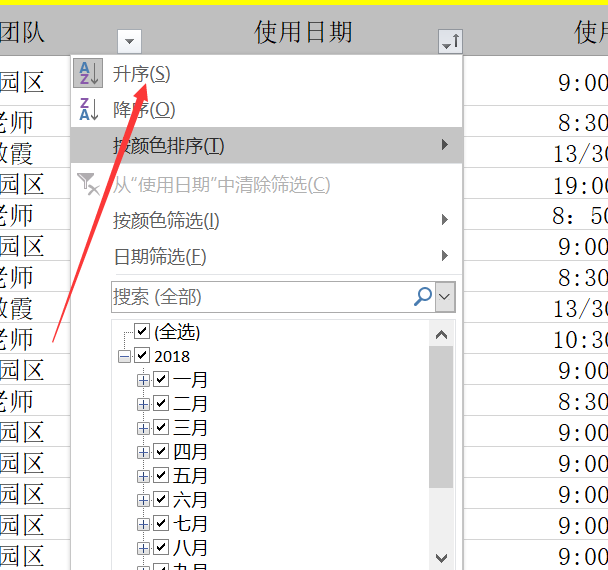 团队 使用日期 使用
升序(S)
降序(O)
按颜色排序(T)
从"使用日期"中清除筛选(C)
按颜色筛选(I)
日期筛选(F)
搜索 (全部)
(全选)
2018
一月
二月
三月
四月
五月
六月
七月
八月
园区
老师
园区
老师
园区
老师
老师
园区
老师
园区
园区
园区
园区
园区
9:00
8:30
13/30
19:00
8: 50
9:00
8:30
13/30
10:30
9:00
8:30
9:00
9:00
9:00
9:00
9:00